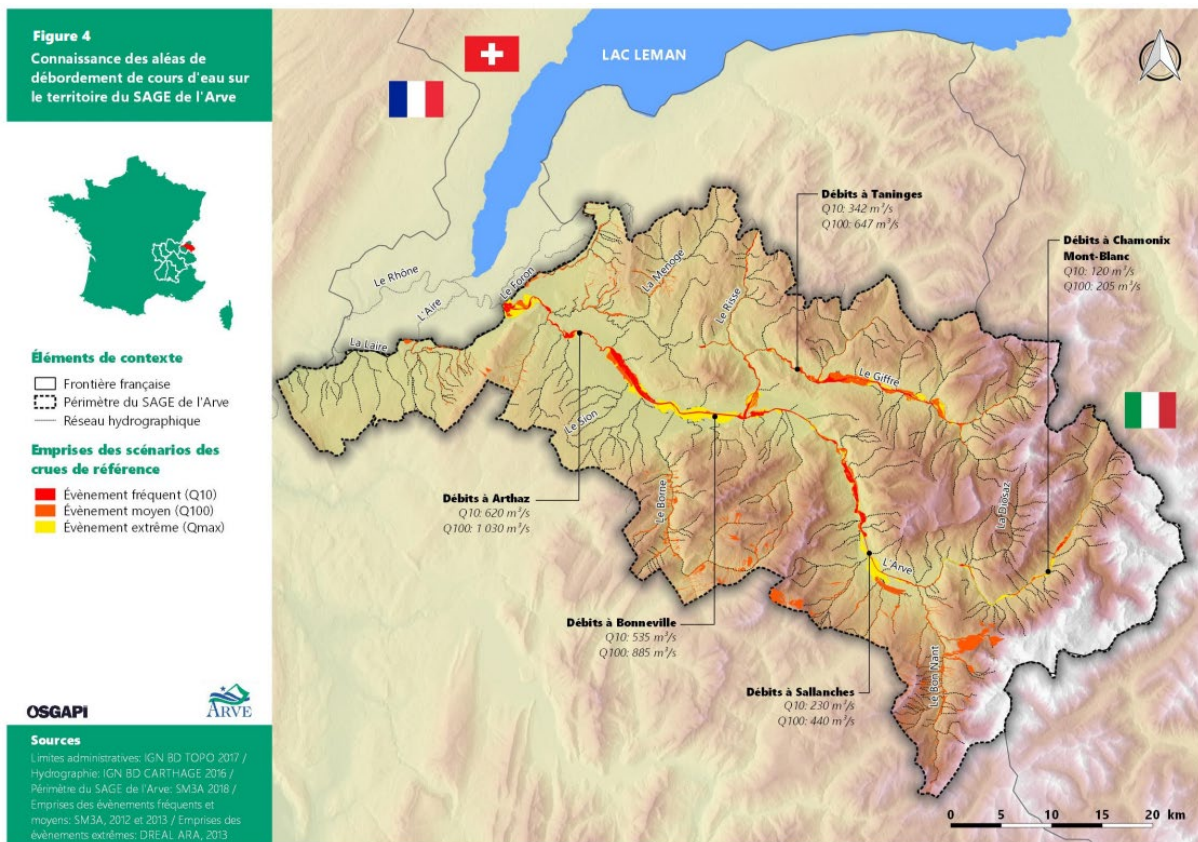 Figure 4
Connaissance des aléas de
débordement de cours d'eau sur
le territoire du SAGE de l'Arve
Éléments de contexte
Frontière française
Périmètre du SAGE de l'Arve
Réseau hydrographique
Emprises des scénarios des
crues de référence
Évènement fréquent (Q10)
Évènement moyen (Q100)
Évènement extrême (Qmax)
OSGAPI
ARVE
Sources
Limites administratives: IGN BD TOPO 2017 /
Hydrographie: IGN BD CARTHAGE 2016 /
Périmètre du SAGE de l'Arve: SM3A 2018 /
Emprises des évènements fréquents et
moyens: SM3A, 2012 et 2013 / Emprises des
évènements extrêmes: DREAL ARA, 2013
LAC LEMAN
Débits à Taninges
Q10: 342 m³/s
Q100: 647 m³/s
Débits à Chamonix
Mont-Blanc
Q10: 120 m³/s
Q100: 205 m³/s
Le Rhône
L'Aire
Le Foron
La Menoge
Le Risse
La Laire
Le Giffre
Le Sion
Débits à Arthaz
Q10: 620 m³/s
Q100: 1 030 m³/s
Le Borne
La Diosaz
L'Arve
Débits à Bonneville
Q10: 535 m³/s
Q100: 885 m³/s
Le Bon Nant
Débits à Sallanches
Q10: 230 m³/s
Q100: 440 m³/s
0 5 10 15 20 km